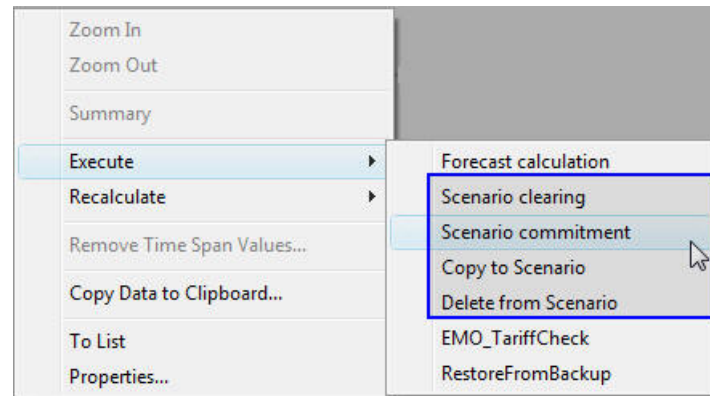 Zoom In
Zoom Out
Summary
Execute
Recalculate
Remove Time Span Values...
Copy Data to Clipboard...
To List
Properties...
Forecast calculation
Scenario clearing
Scenario commitment
Copy to Scenario
Delete from Scenario
EMO_TariffCheck
RestoreFromBackup